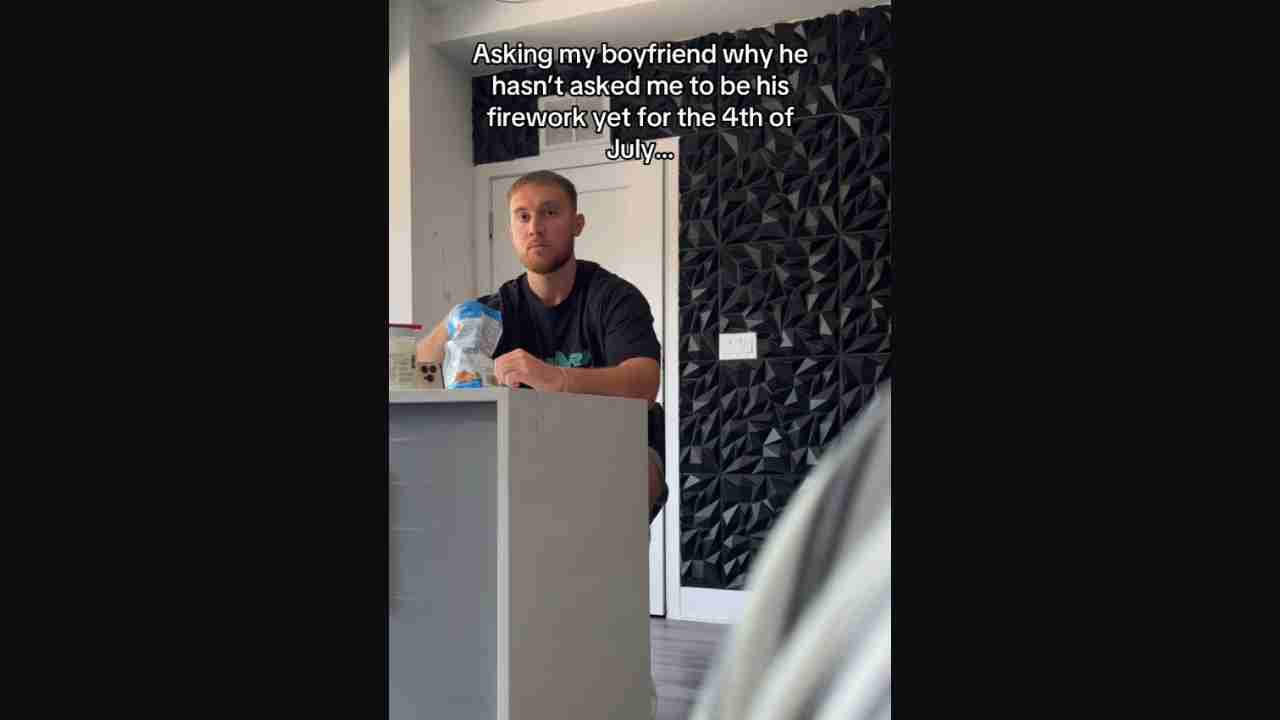 Asking my boyfriend why he
hasn’t asked me to be his
firework yet for the 4th of
July...